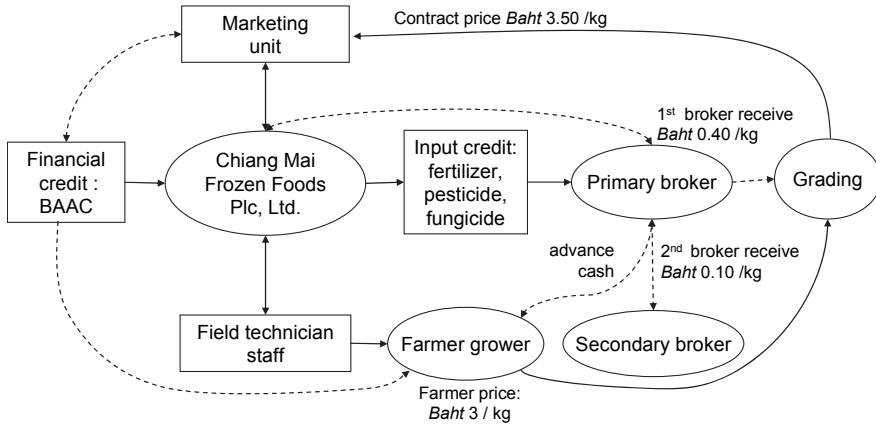 Marketing
unit
Contract price Baht 3.50 /kg
1st broker receive
Baht 0.40 /kg
Financial
credit :
BAAC
Chiang Mai
Frozen Foods
Plc, Ltd.
Input credit:
fertilizer,
pesticide,
fungicide
Primary broker
Grading
advance
cash
2nd broker receive
Baht 0.10 /kg
Field technician
staff
Farmer grower
Secondary broker
Farmer price:
Baht 3 / kg